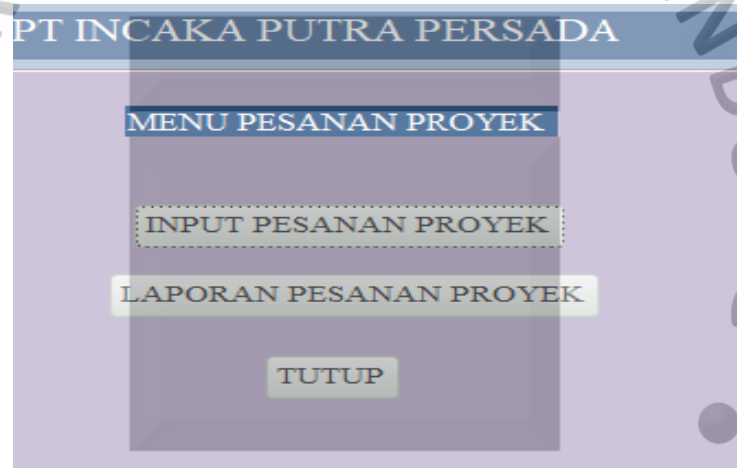 PT INCAKA PUTRA PERSADA
MENU PESANAN PROYEK
INPUT PESANAN PROYEK
LAPORAN PESANAN PROYEK
TUTUP